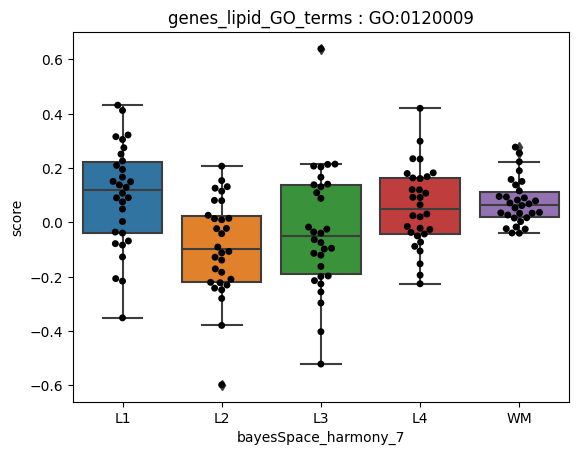 genes_lipid_GO_terms : GO:0120009
score
0.6
0.4
0.2
0.0
−0.2
−0.4
−0.6
L1 L2 L3 L4 WM
bayesSpace_harmony_7